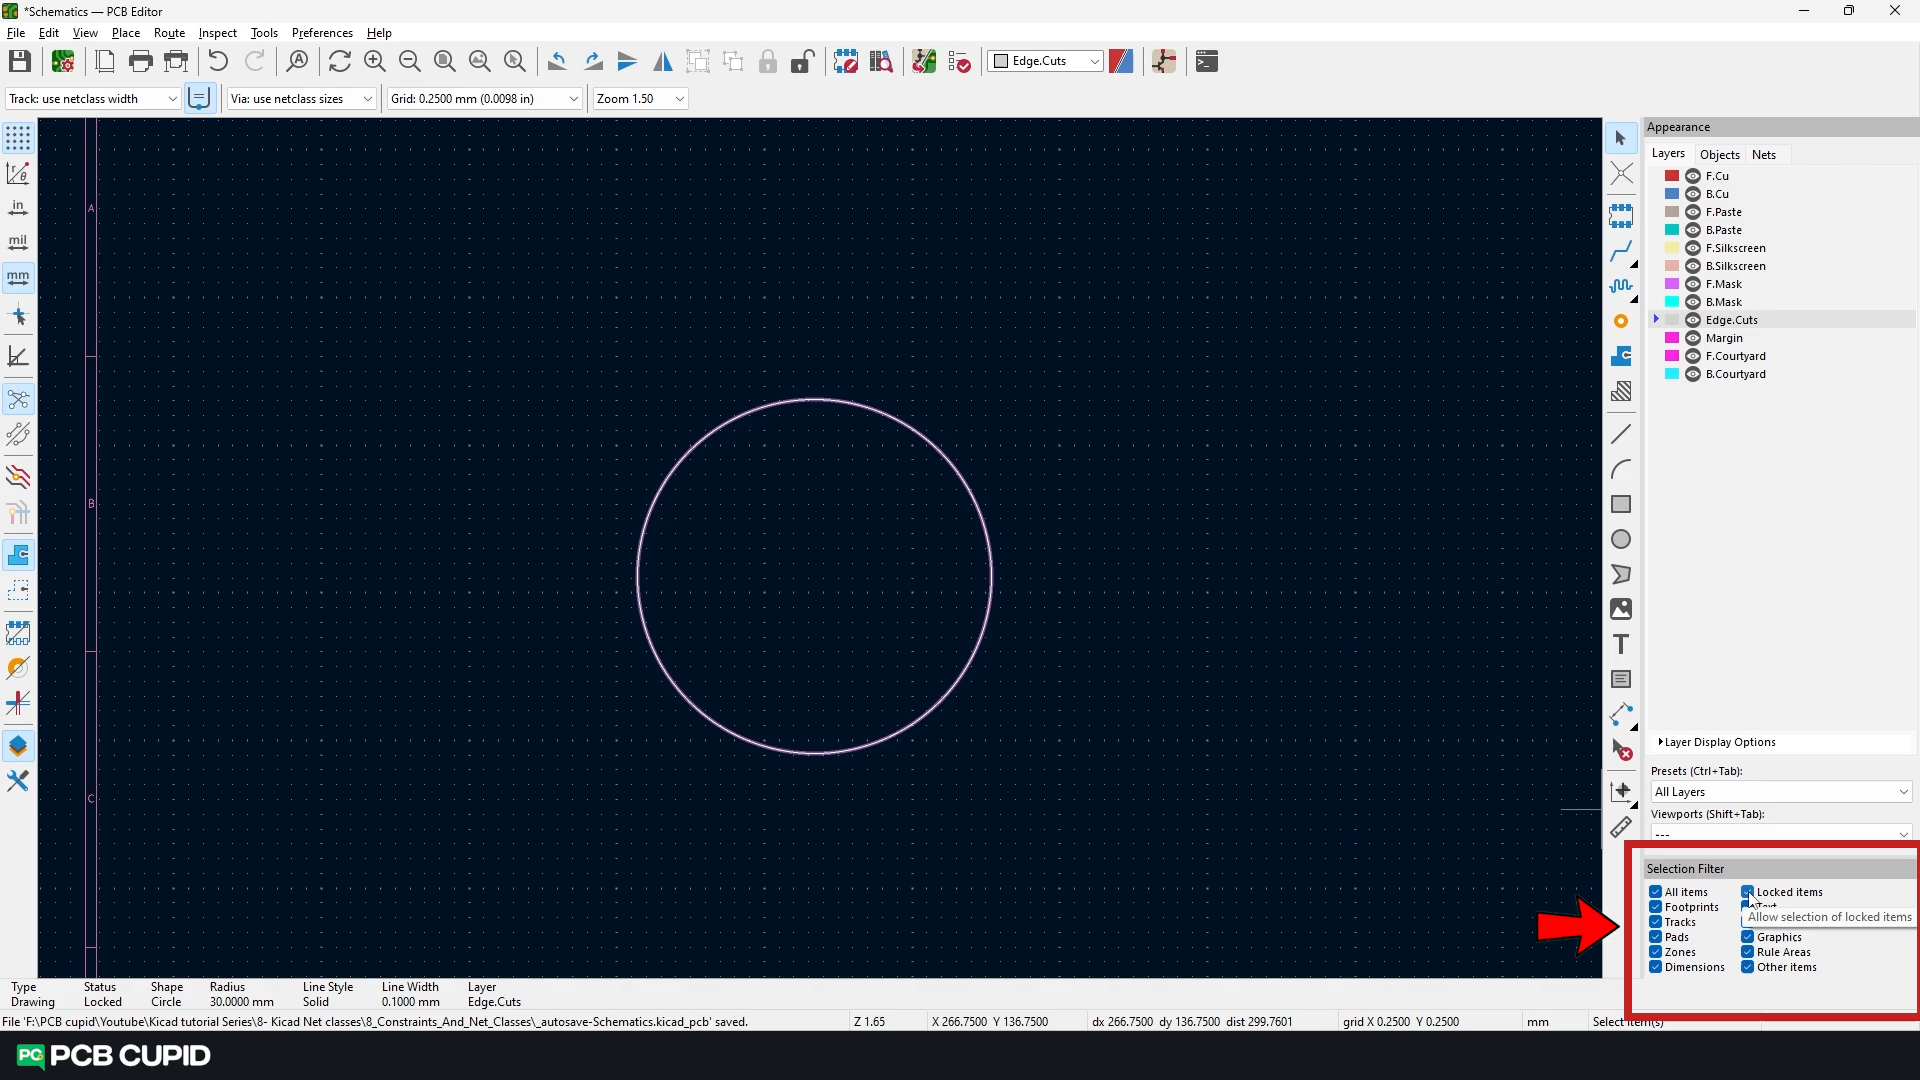 *Schematics — PCB Editor
File Edit View Place Route Inspect Tools Preferences Help
Edge.Cuts
Track: use netclass width Via: use netclass sizes Grid: 0.2500 mm (0.0098 in) Zoom 1.50
in
mil
mm
A
B
C
Appearance
Layers Objects Nets
F.Cu
B.Cu
F.Paste
B.Paste
F.Silkscreen
B.Silkscreen
F.Mask
B.Mask
Edge.Cuts
Margin
F.Courtyard
B.Courtyard
Layer Display Options
Presets (Ctrl+Tab):
All Layers
Viewports (Shift+Tab):
---
Selection Filter
All items Locked items
Footprints Text
Tracks Allow selection of locked items
Pads Graphics
Zones Rule Areas
Dimensions Other items
Type Status Shape Radius Line Style Line Width Layer
Drawing Locked Circle 30.0000 mm Solid 0.1000 mm Edge.Cuts
File 'F:\PCB cupid\Youtube\Kicad tutorial Series\8- Kicad Net classes\8_Constraints_And_Net_Classes\_autosave-Schematics.kicad_pcb' saved. Z 1.65 X 266.7500 Y 136.7500 dx 266.7500 dy 136.7500 dist 299.7601 grid X 0.2500 Y 0.2500 mm Select item(s)
PC PCB CUPID